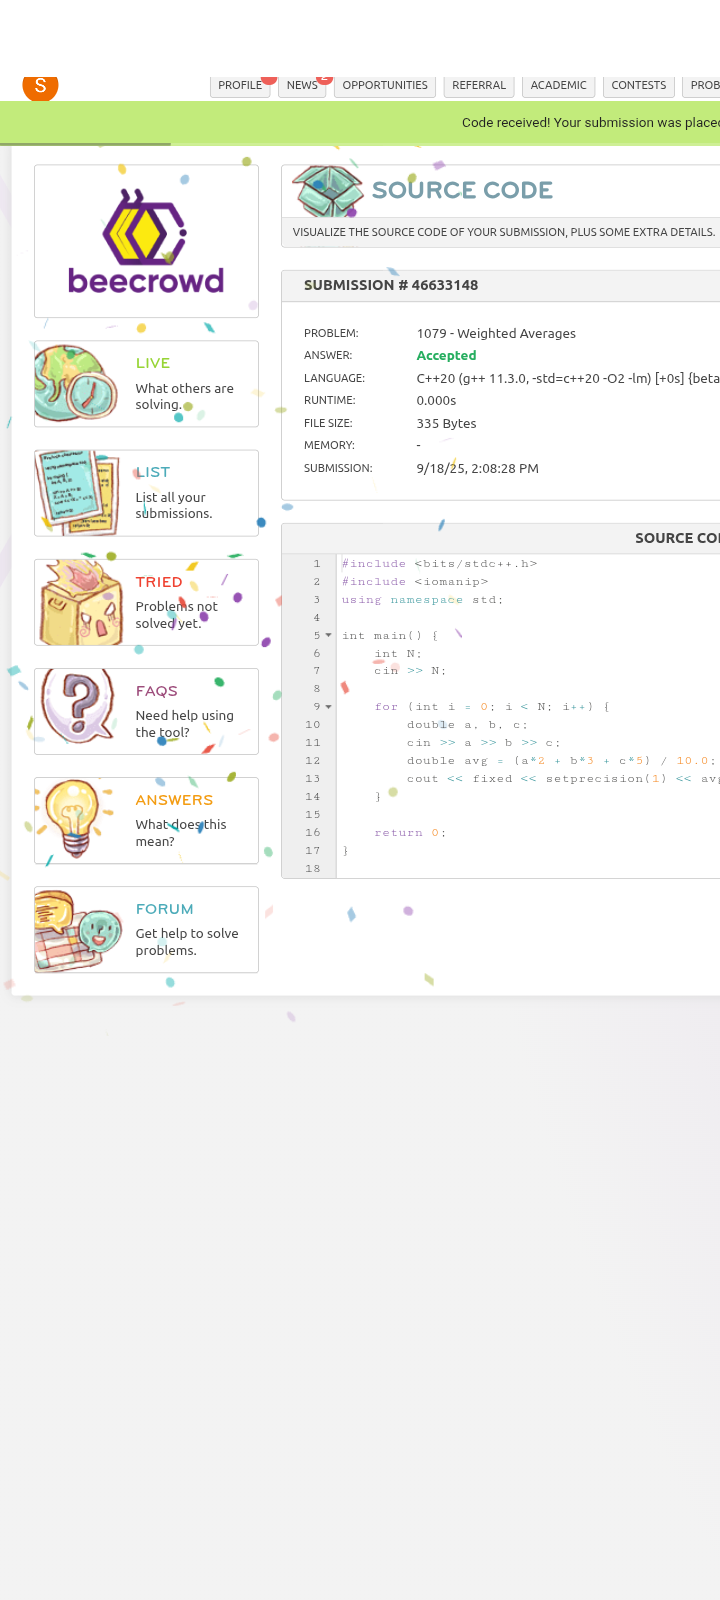 S
PROFILE NEWS 2 OPPORTUNITIES REFERRAL ACADEMIC CONTESTS PROB
Code received! Your submission was placed
beecrowd
SOURCE CODE
VISUALIZE THE SOURCE CODE OF YOUR SUBMISSION, PLUS SOME EXTRA DETAILS.
LIVE
What others are
solving.
LIST
List all your
submissions.
TRIED
Problems not
solved yet.
FAQS
Need help using
the tool?
ANSWERS
What does this
mean?
FORUM
Get help to solve
problems.
SUBMISSION # 46633148
PROBLEM: 1079 - Weighted Averages
ANSWER: Accepted
LANGUAGE: C++20 (g++ 11.3.0, -std=c++20 -O2 -lm) [+0s] {beta
RUNTIME: 0.000s
FILE SIZE: 335 Bytes
MEMORY: -
SUBMISSION: 9/18/25, 2:08:28 PM
SOURCE COD
1 #include <bits/stdc++.h>
2 #include <iomanip>
3 using namespace std;
4
5 int main() {
6 int N;
7 cin >> N;
8
9 for (int i = 0; i < N; i++) {
10 double a, b, c;
11 cin >> a >> b >> c;
12 double avg = (a*2 + b*3 + c*5) / 10.0;
13 cout << fixed << setprecision(1) << avg
14 }
15
16 return 0;
17 }
18